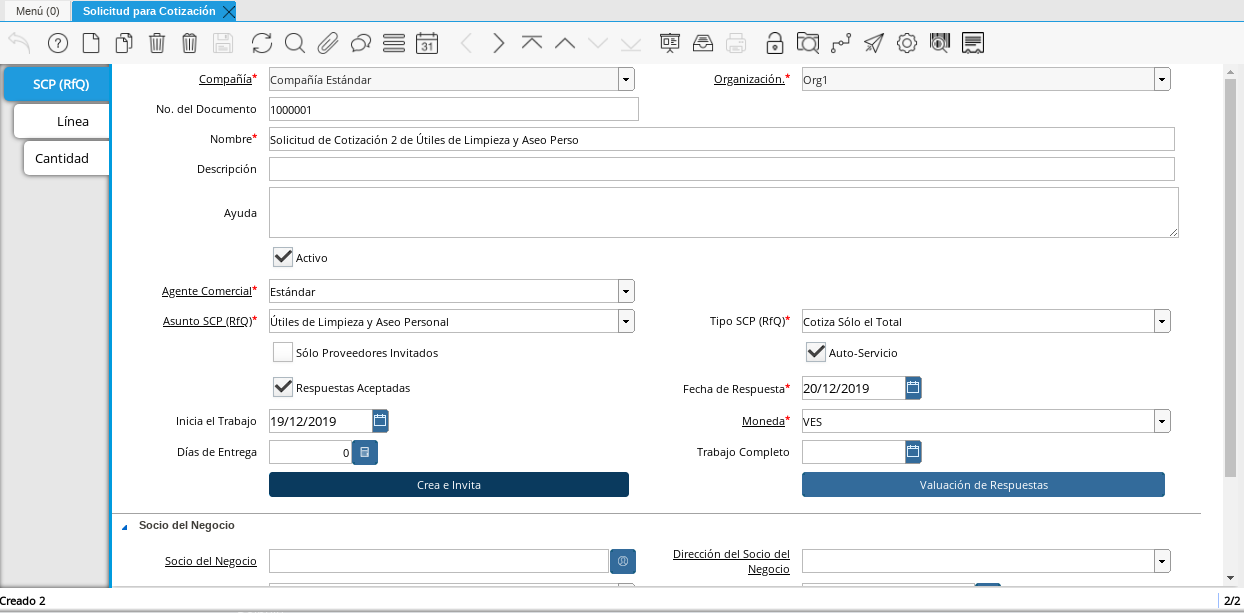 Menú (0)
Solicitud para Cotización
31
SCP (RfQ)
Línea
Cantidad
Compañía*
Compañía Estándar
Organización.*
Org1
No. del Documento
1000001
Nombre*
Solicitud de Cotización 2 de Útiles de Limpieza y Aseo Perso
Descripción
Ayuda
Activo
Agente Comercial*
Estándar
Asunto SCP (RfQ)*
Útiles de Limpieza y Aseo Personal
Tipo SCP (RfQ)*
Cotiza Sólo el Total
Sólo Proveedores Invitados
Auto-Servicio
Respuestas Aceptadas
Fecha de Respuesta*
20/12/2019
Inicia el Trabajo
19/12/2019
Moneda*
VES
Días de Entrega
0
Trabajo Completo
Crea e Invita
Valuación de Respuestas
Socio del Negocio
Socio del Negocio
Dirección del Socio del
Negocio
Creado 2
2/2